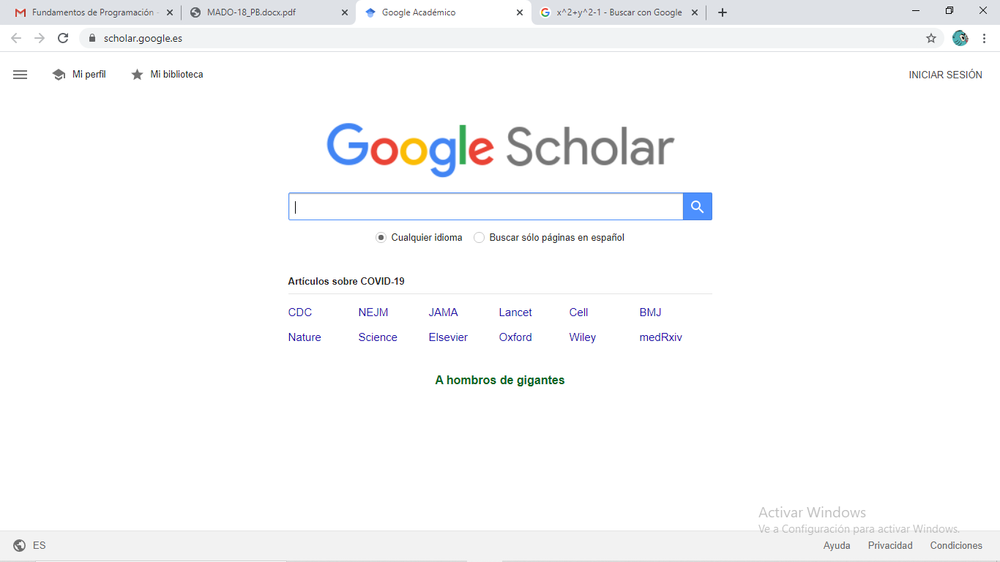 Fundamentos de Programación -
MADO-18_PB.docx.pdf
Google Académico
x^2+y^2-1 - Buscar con Google
scholar.google.es
Mi perfil
Mi biblioteca
INICIAR SESIÓN
Google Scholar
Cualquier idioma
Buscar sólo páginas en español
Artículos sobre COVID-19
CDC NEJM JAMA Lancet Cell BMJ
Nature Science Elsevier Oxford Wiley medRxiv
A hombros de gigantes
Activar Windows
Ve a Configuración para activar Windows.
ES
Ayuda Privacidad Condiciones